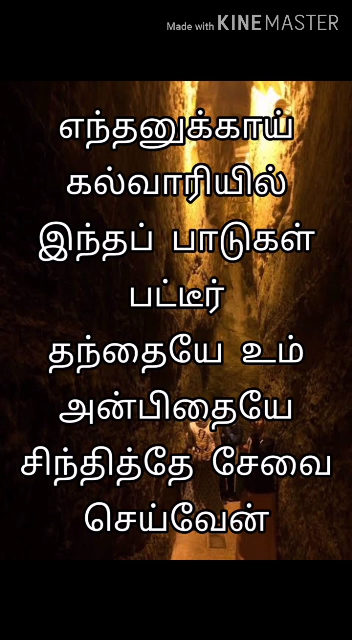 Made with KINEMASTER
எந்தனுக்காய்
கல்வாரியில்
இந்தப் பாடுகள்
பட்டீர்
தந்தையே உம்
அன்பிதையே
சிந்தித்தே சேவை
செய்வேன்